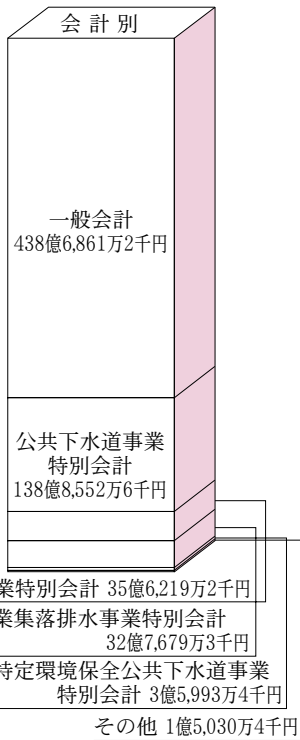 会計別
一般会計
438億6,861万2千円
公共下水道事業
特別会計
138億8,552万6千円
業特別会計 35億6,219万2千円
業集落排水事業特別会計
32億7,679万3千円
特定環境保全公共下水道事業
特別会計 3億5,993万4千円
その他 1億5,030万4千円